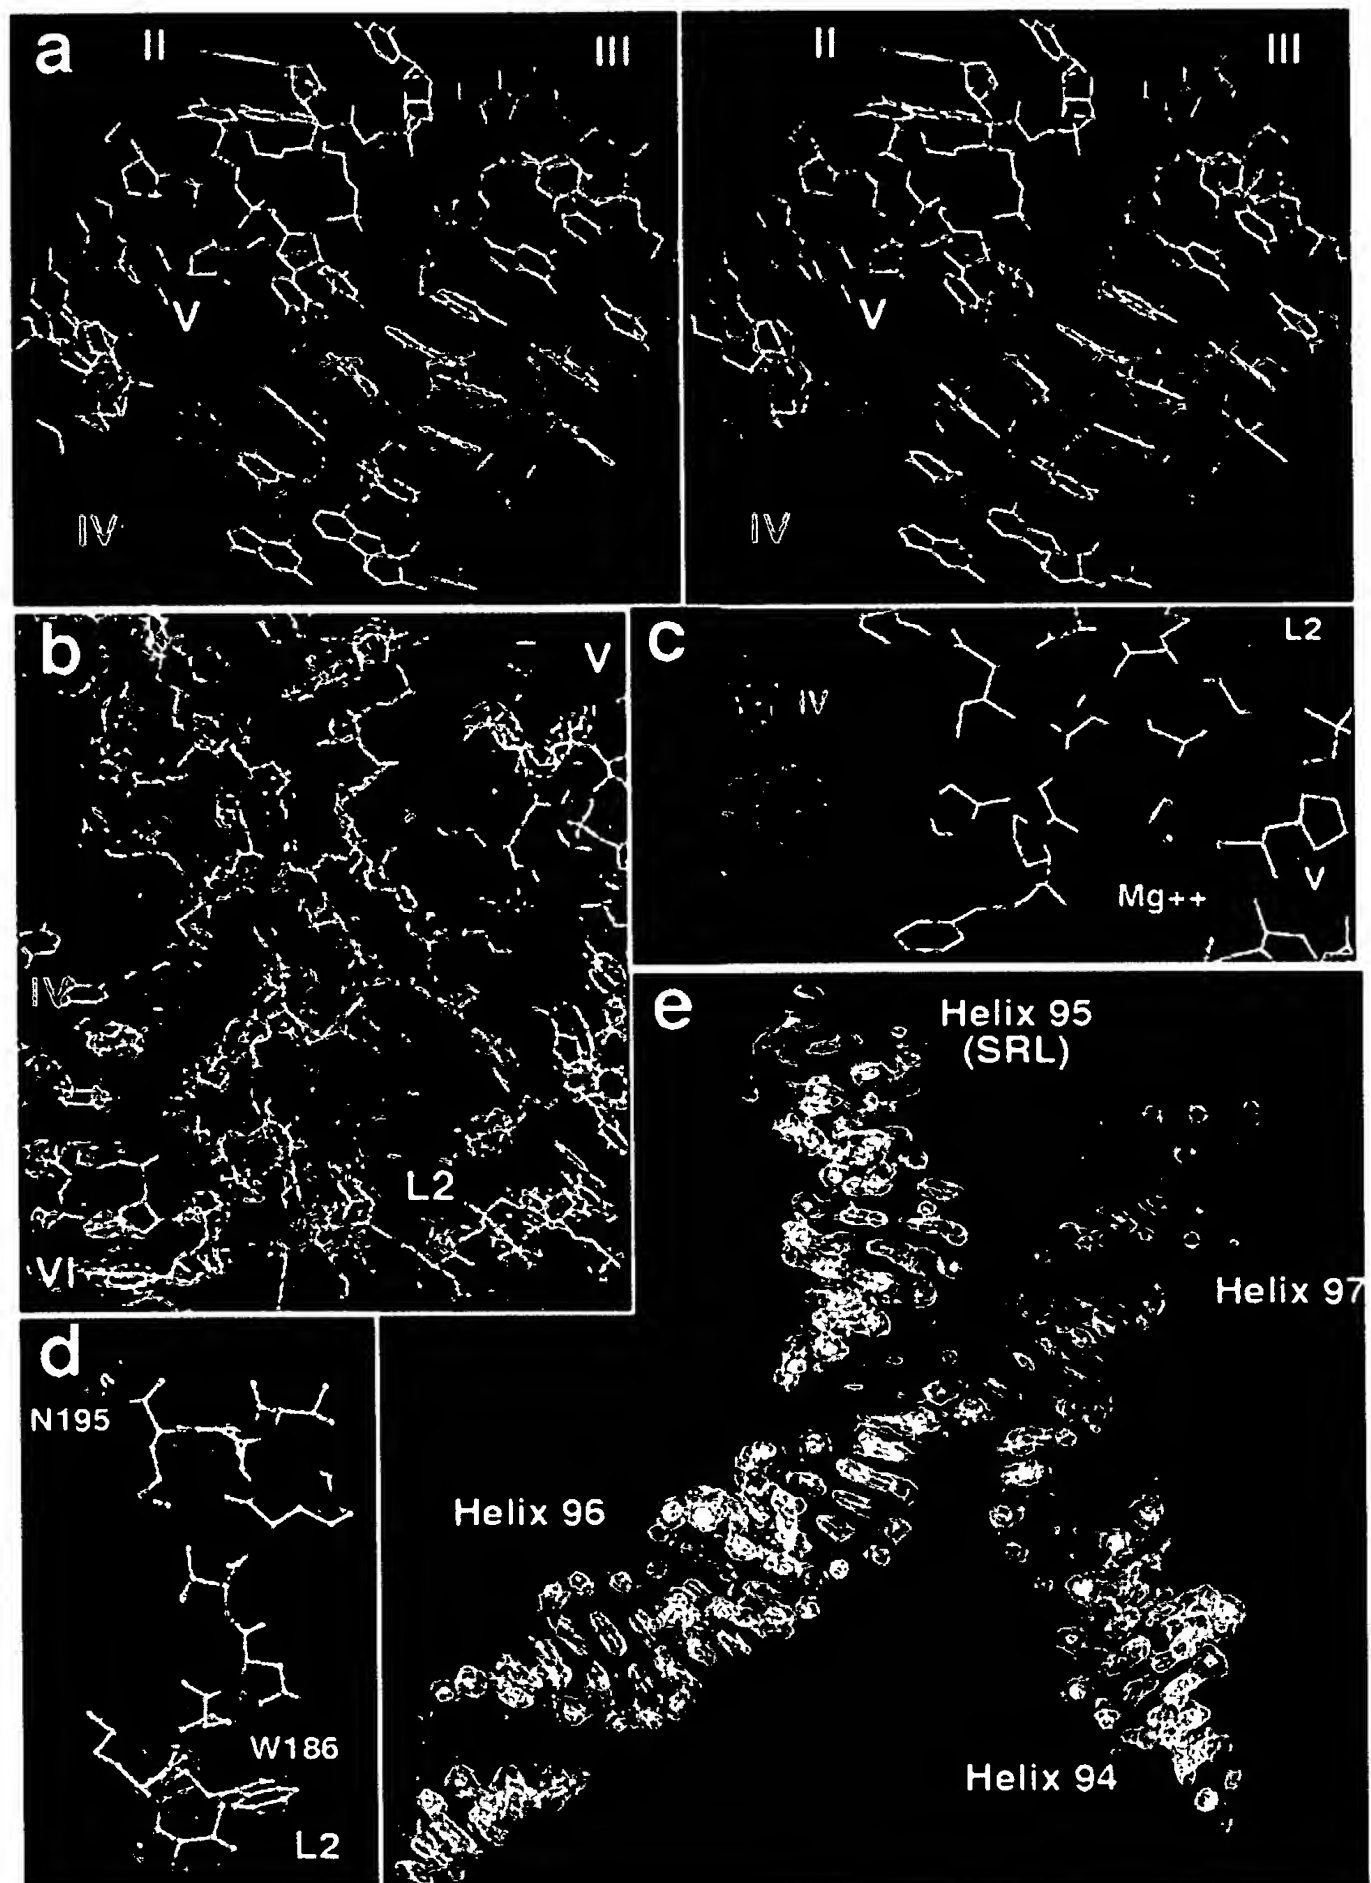 a
II
III
V
IV
II
III
V
IV
b
V
IV
L2
VI
c
L2
IV
Mg++
V
d
N195
W186
L2
e
Helix 95
(SRL)
Helix 97
Helix 96
Helix 94